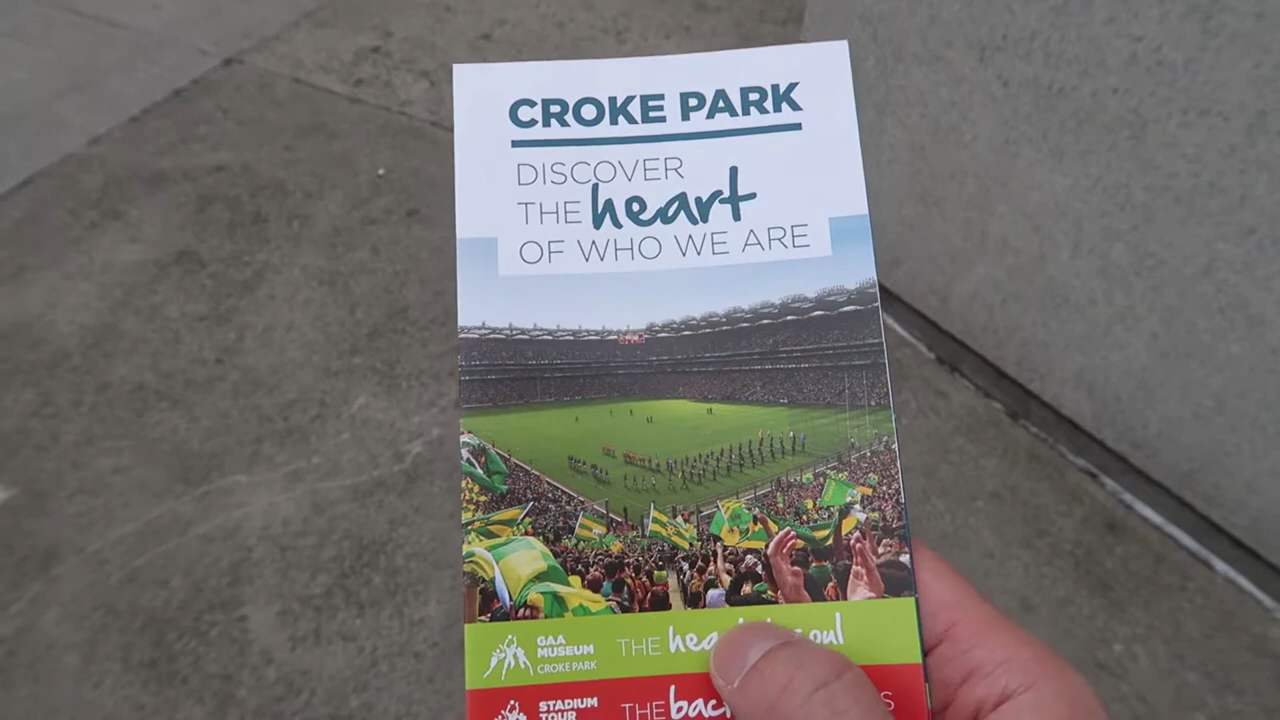 CROKE PARK
DISCOVER
THE heart
OF WHO WE ARE
GAA
MUSEUM
CROKE PARK
THE
STADIUM
TOUR
THE